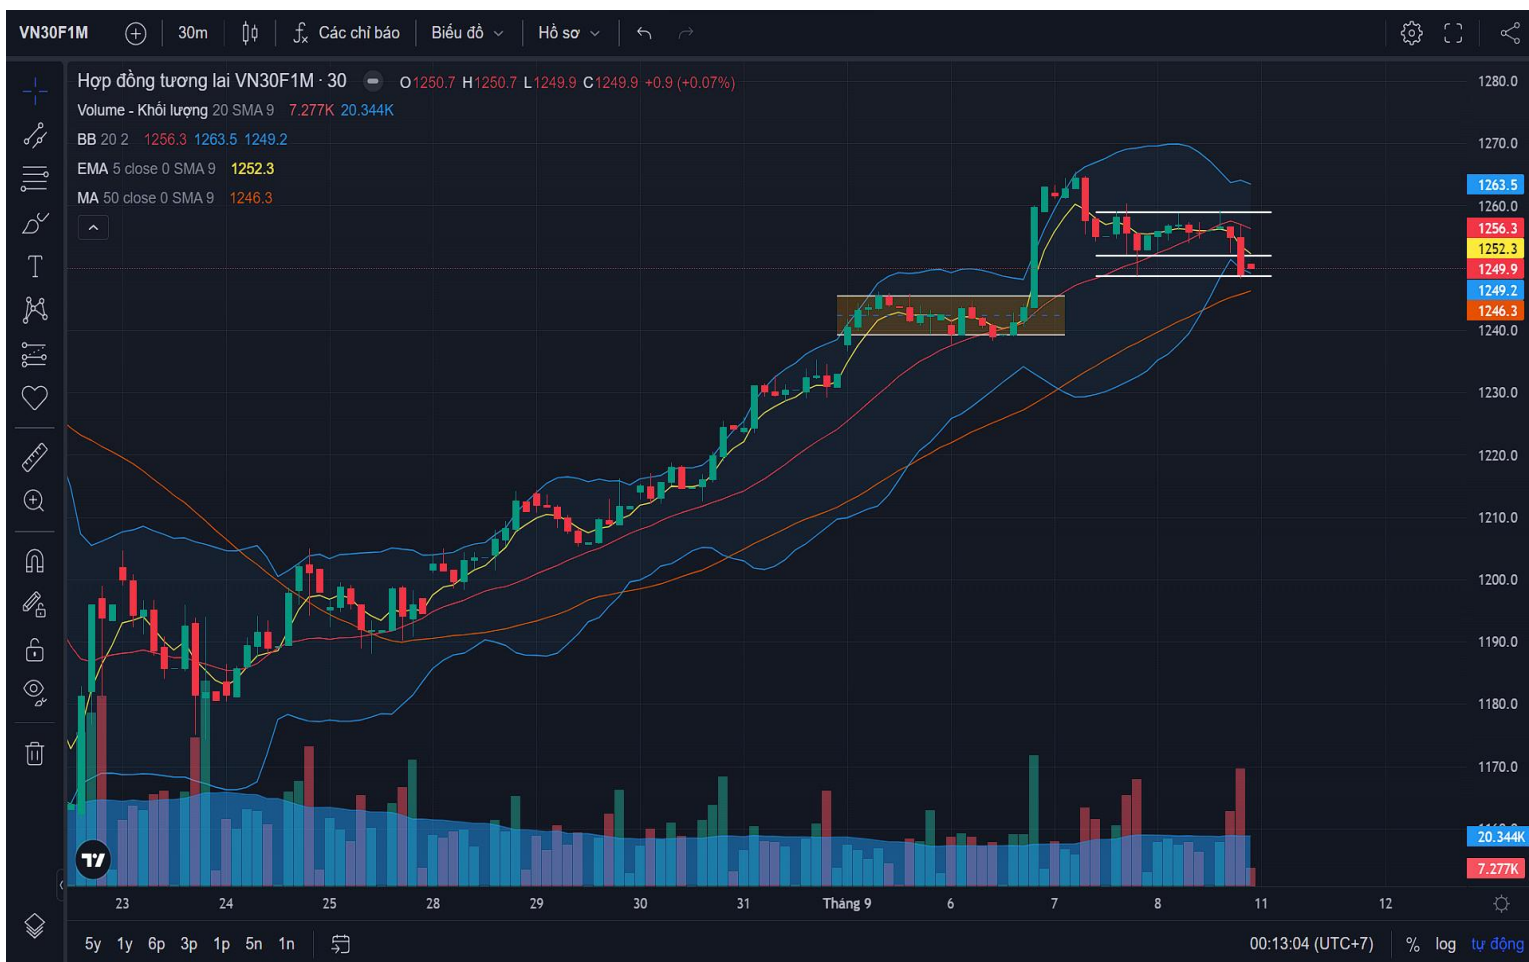 VN30F1M 30m Các chỉ báo Biểu đồ Hồ sơ
Hợp đồng tương lai VN30F1M · 30 O1250.7 H1250.7 L1249.9 C1249.9 +0.9 (+0.07%)
Volume - Khối lượng 20 SMA 9 7.277K 20.344K
BB 20 2 1256.3 1263.5 1249.2
EMA 5 close 0 SMA 9 1252.3
MA 50 close 0 SMA 9 1246.3
1280.0
1270.0
1263.5
1260.0
1256.3
1252.3
1249.9
1249.2
1246.3
1240.0
1230.0
1220.0
1210.0
1200.0
1190.0
1180.0
1170.0
20.344K
7.277K
23 24 25 28 29 30 31 Tháng 9 6 7 8 11 12
5y 1y 6p 3p 1p 5n 1n 00:13:04 (UTC+7) % log tự động